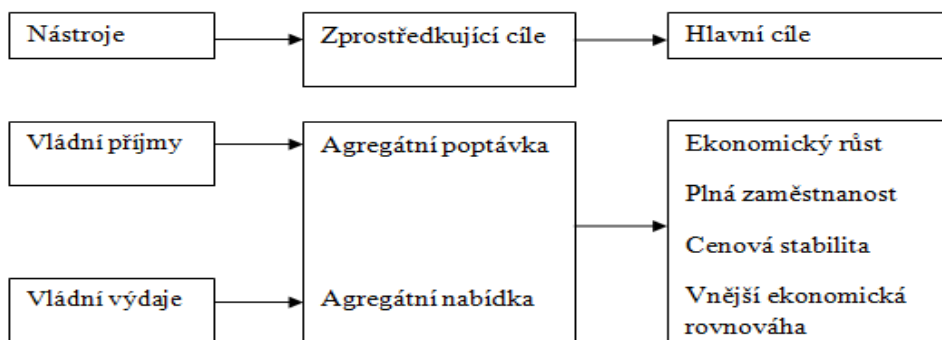 Nástroje
Zprostředkující cíle
Hlavní cíle
Vládní příjmy
Agregátní poptávka
Ekonomický růst
Plná zaměstnanost
Cenová stabilita
Vládní výdaje
Agregátní nabídka
Vnější ekonomická
rovnováha